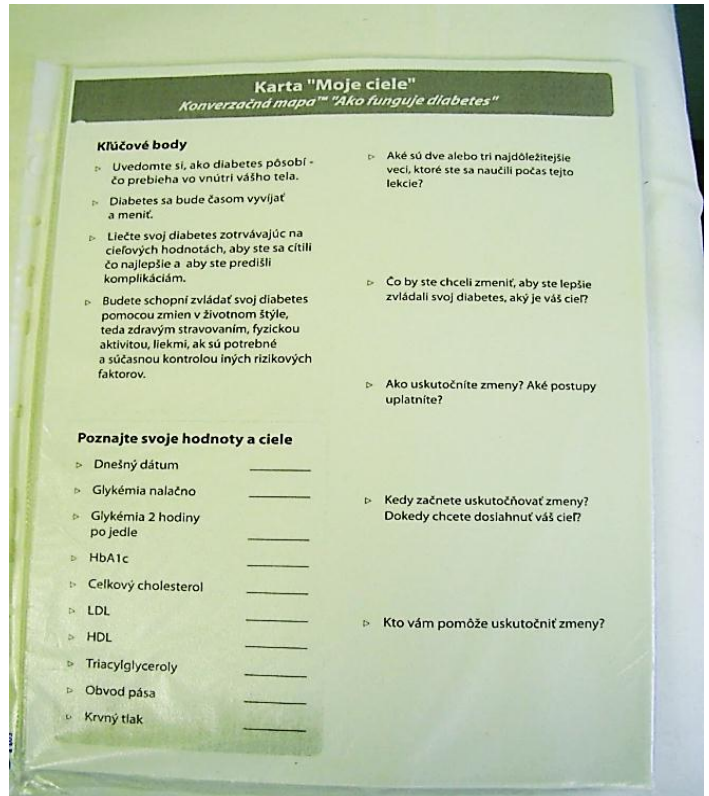 Karta "Moje ciele"
Konverzačná mapa™ "Ako funguje diabetes"
Kľúčové body
▹ Uvedomte si, ako diabetes pôsobí -
čo prebieha vo vnútri vášho tela.
▹ Diabetes sa bude časom vyvíjať
a meniť.
▹ Liečte svoj diabetes zotrvávajúc na
cieľových hodnotách, aby ste sa cítili
čo najlepšie a aby ste predišli
komplikáciám.
▹ Budete schopní zvládať svoj diabetes
pomocou zmien v životnom štýle,
teda zdravým stravovaním, fyzickou
aktivitou, liekmi, ak sú potrebné
a súčasnou kontrolou iných rizikových
faktorov.
Poznajte svoje hodnoty a ciele
▹ Dnešný dátum
▹ Glykémia nalačno
▹ Glykémia 2 hodiny
po jedle
▹ HbA1c
▹ Celkový cholesterol
▹ LDL
▹ HDL
▹ Triacylglyceroly
▹ Obvod pása
▹ Krvný tlak
▹ Aké sú dve alebo tri najdôležitejšie
veci, ktoré ste sa naučili počas tejto
lekcie?
▹ Čo by ste chceli zmeniť, aby ste lepšie
zvládali svoj diabetes, aký je váš cieľ?
▹ Ako uskutočníte zmeny? Aké postupy
uplatníte?
▹ Kedy začnete uskutočňovať zmeny?
Dokedy chcete dosiahnuť váš cieľ?
▹ Kto vám pomôže uskutočniť zmeny?